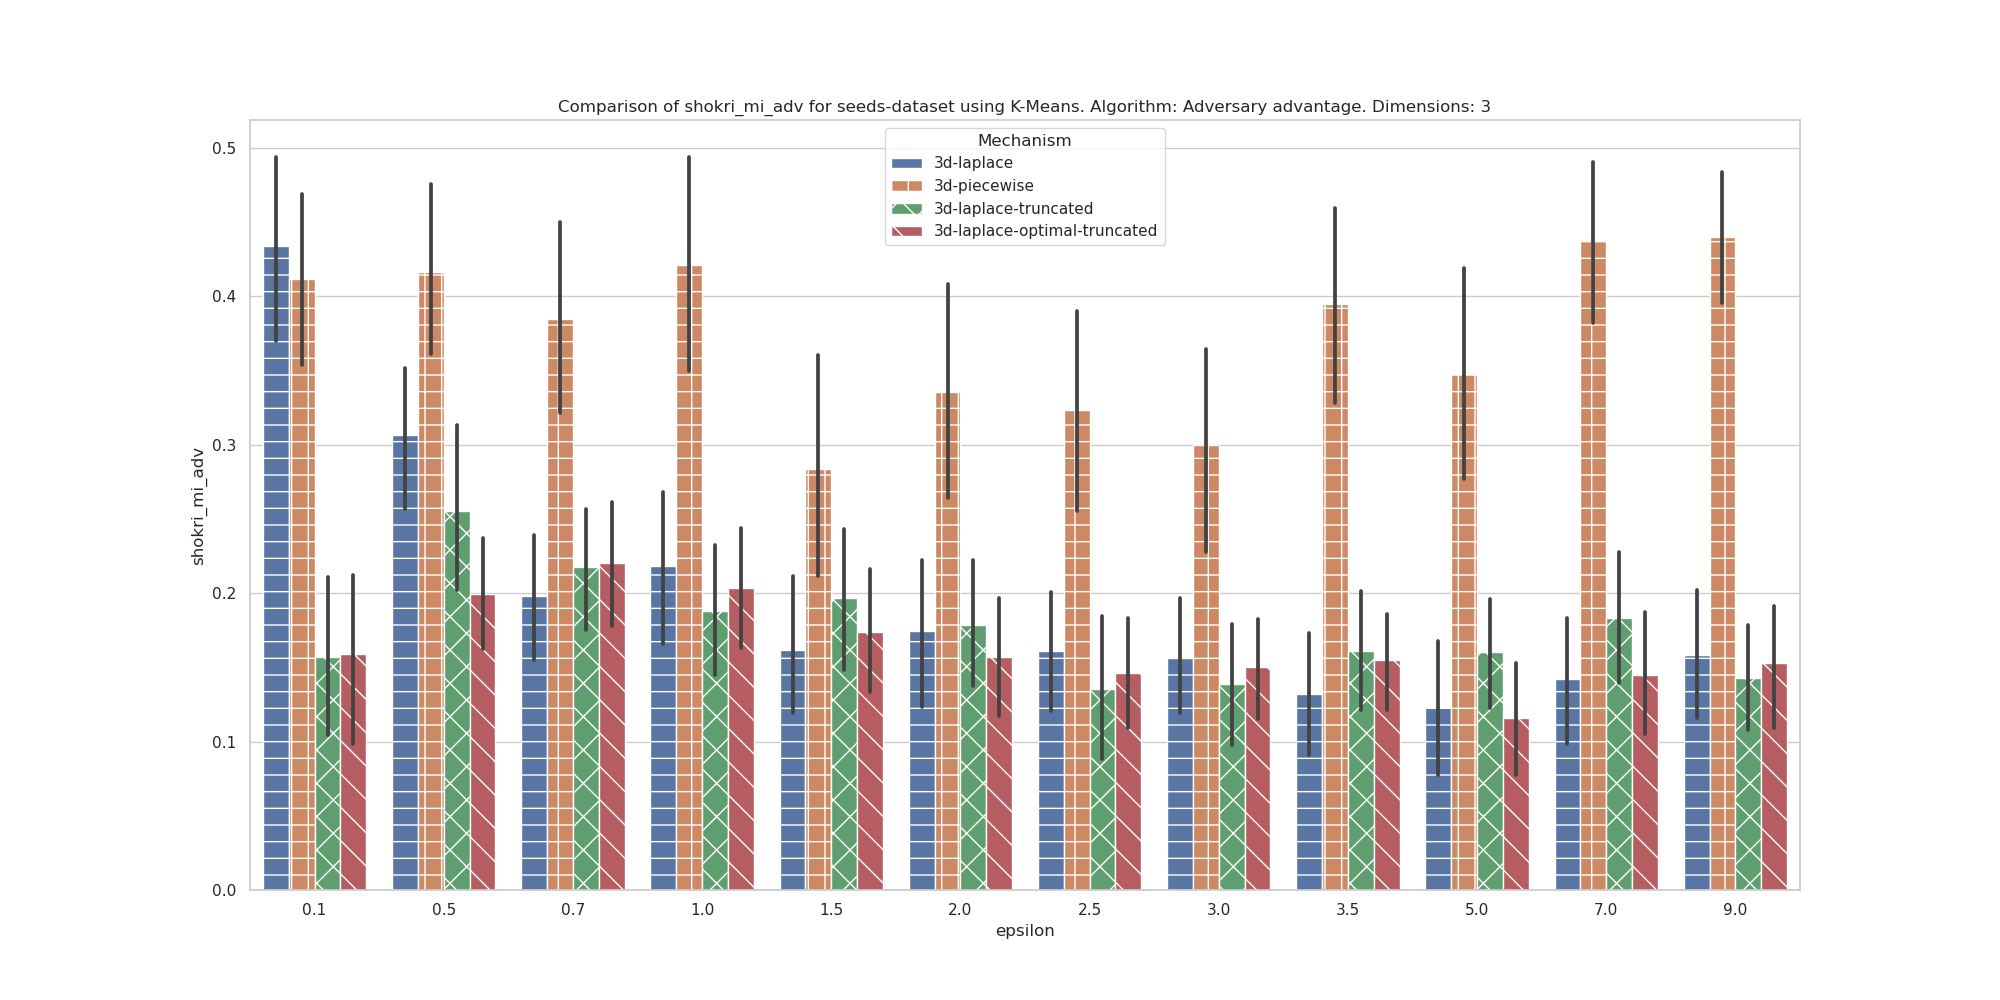 Comparison of shokri_mi_adv for seeds-dataset using K-Means. Algorithm: Adversary advantage. Dimensions: 3
Mechanism
3d-laplace
3d-piecewise
3d-laplace-truncated
3d-laplace-optimal-truncated
shokri_mi_adv
0.5
0.4
0.3
0.2
0.1
0.0
0.1 0.5 0.7 1.0 1.5 2.0 2.5 3.0 3.5 5.0 7.0 9.0
epsilon